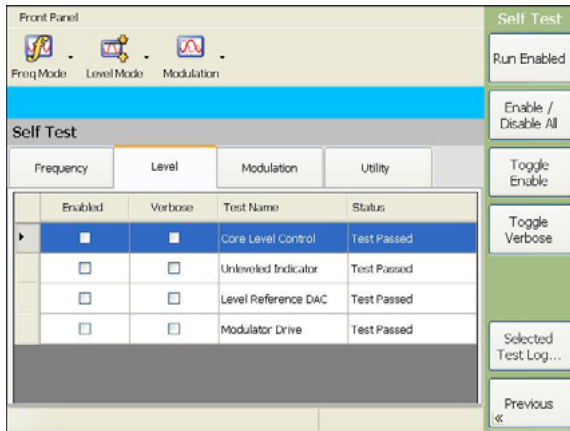 Front Panel
Freq Mode Level Mode Modulation
Self Test
Frequency Level Modulation Utility
Enabled Verbose Test Name Status
Core Level Control Test Passed
Unleveled Indicator Test Passed
Level Reference DAC Test Passed
Modulator Drive Test Passed
Self Test
Run Enabled
Enable /
Disable All
Toggle
Enable
Toggle
Verbose
Selected
Test Log...
Previous
«